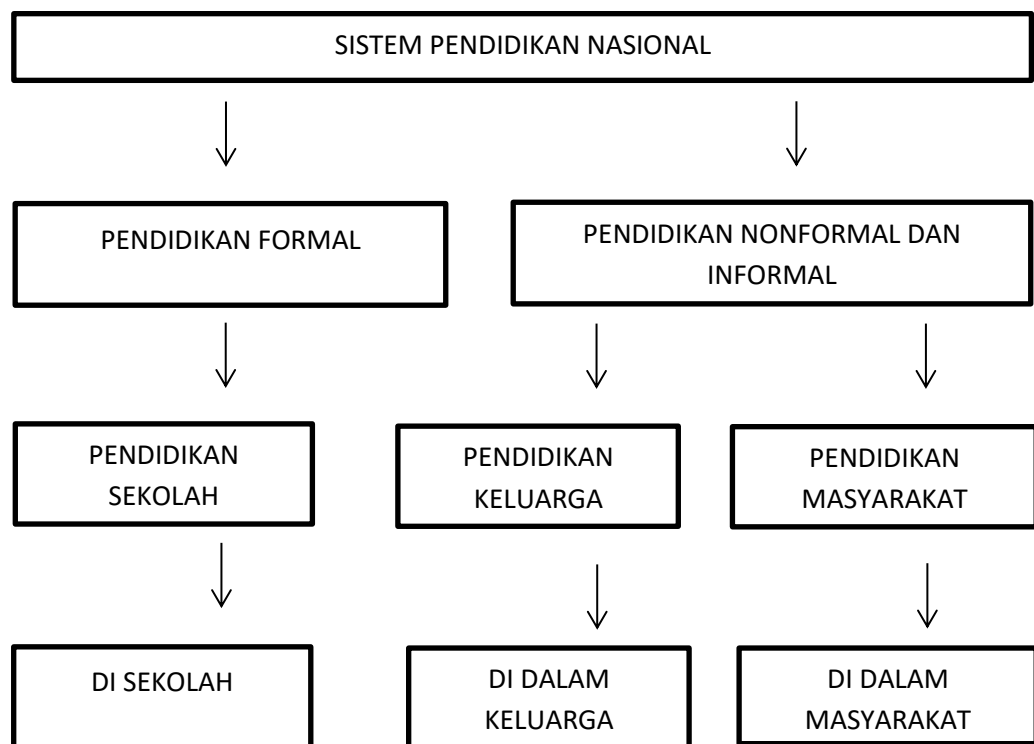 SISTEM PENDIDIKAN NASIONAL
PENDIDIKAN FORMAL
PENDIDIKAN NONFORMAL DAN
INFORMAL
PENDIDIKAN
SEKOLAH
PENDIDIKAN
KELUARGA
PENDIDIKAN
MASYARAKAT
DI SEKOLAH
DI DALAM
KELUARGA
DI DALAM
MASYARAKAT